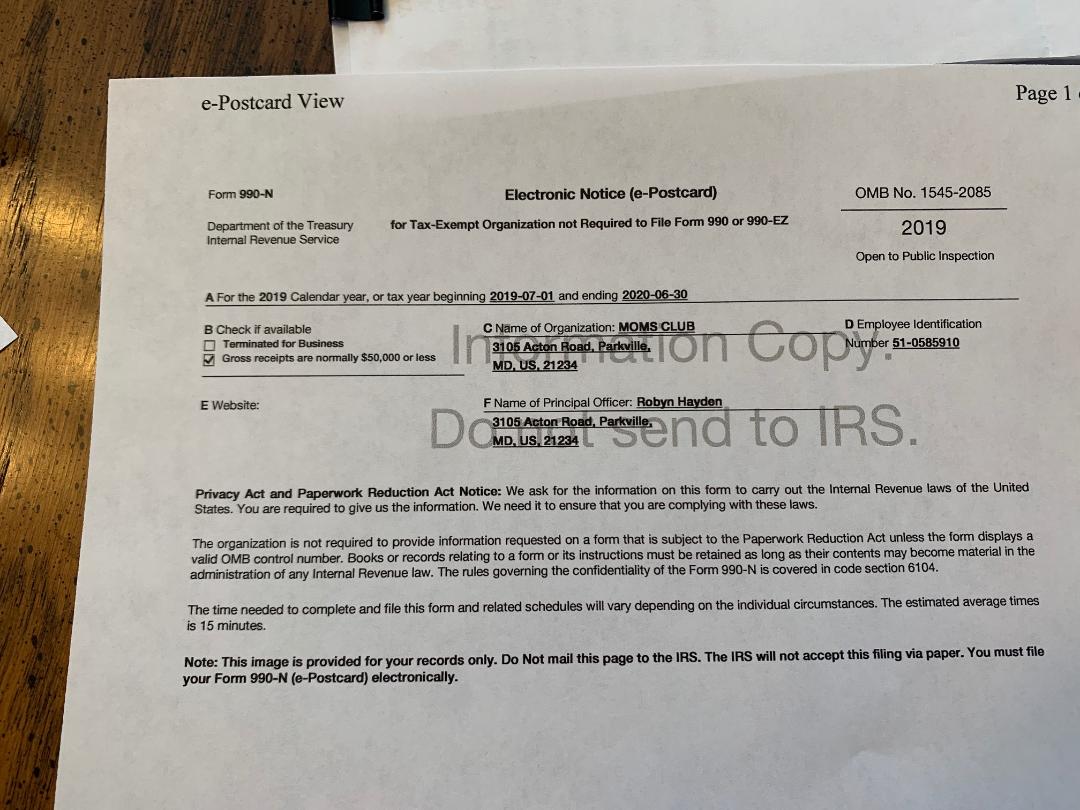 e-Postcard View
Page 1
Form 990-N
Electronic Notice (e-Postcard)
OMB No. 1545-2085
Department of the Treasury
Internal Revenue Service
for Tax-Exempt Organization not Required to File Form 990 or 990-EZ
2019
Open to Public Inspection
A For the 2019 Calendar year, or tax year beginning 2019-07-01 and ending 2020-06-30
B Check if available
Terminated for Business
Gross receipts are normally $50,000 or less
C Name of Organization: MOMS CLUB
3105 Acton Road, Parkville,
MD, US, 21234
D Employee Identification
Number 51-0585910
Information Copy.
E Website:
F Name of Principal Officer: Robyn Hayden
3105 Acton Road, Parkville,
MD, US, 21234
Do not send to IRS.
Privacy Act and Paperwork Reduction Act Notice: We ask for the information on this form to carry out the Internal Revenue laws of the United
States. You are required to give us the information. We need it to ensure that you are complying with these laws.
The organization is not required to provide information requested on a form that is subject to the Paperwork Reduction Act unless the form displays a
valid OMB control number. Books or records relating to a form or its instructions must be retained as long as their contents may become material in the
administration of any Internal Revenue law. The rules governing the confidentiality of the Form 990-N is covered in code section 6104.
The time needed to complete and file this form and related schedules will vary depending on the individual circumstances. The estimated average times
is 15 minutes.
Note: This image is provided for your records only. Do Not mail this page to the IRS. The IRS will not accept this filing via paper. You must file
your Form 990-N (e-Postcard) electronically.